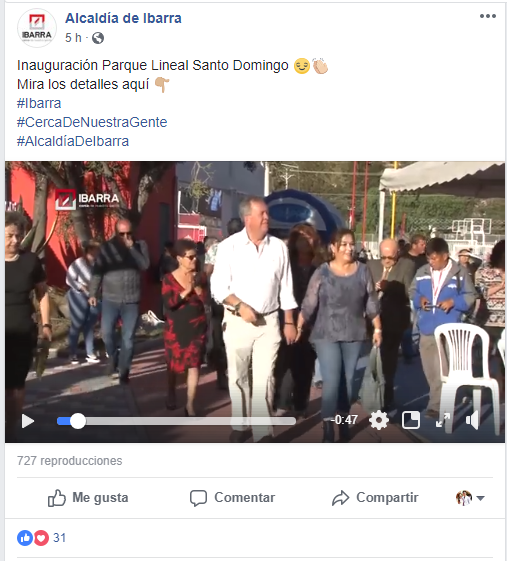 IBARRA
Alcaldía de Ibarra
5 h ·
Inauguración Parque Lineal Santo Domingo 😏👏🏻
Mira los detalles aquí 👇🏼
#Ibarra
#CercaDeNuestraGente
#AlcaldíaDeIbarra
IBARRA
-0:47
727 reproducciones
Me gusta
Comentar
Compartir
31